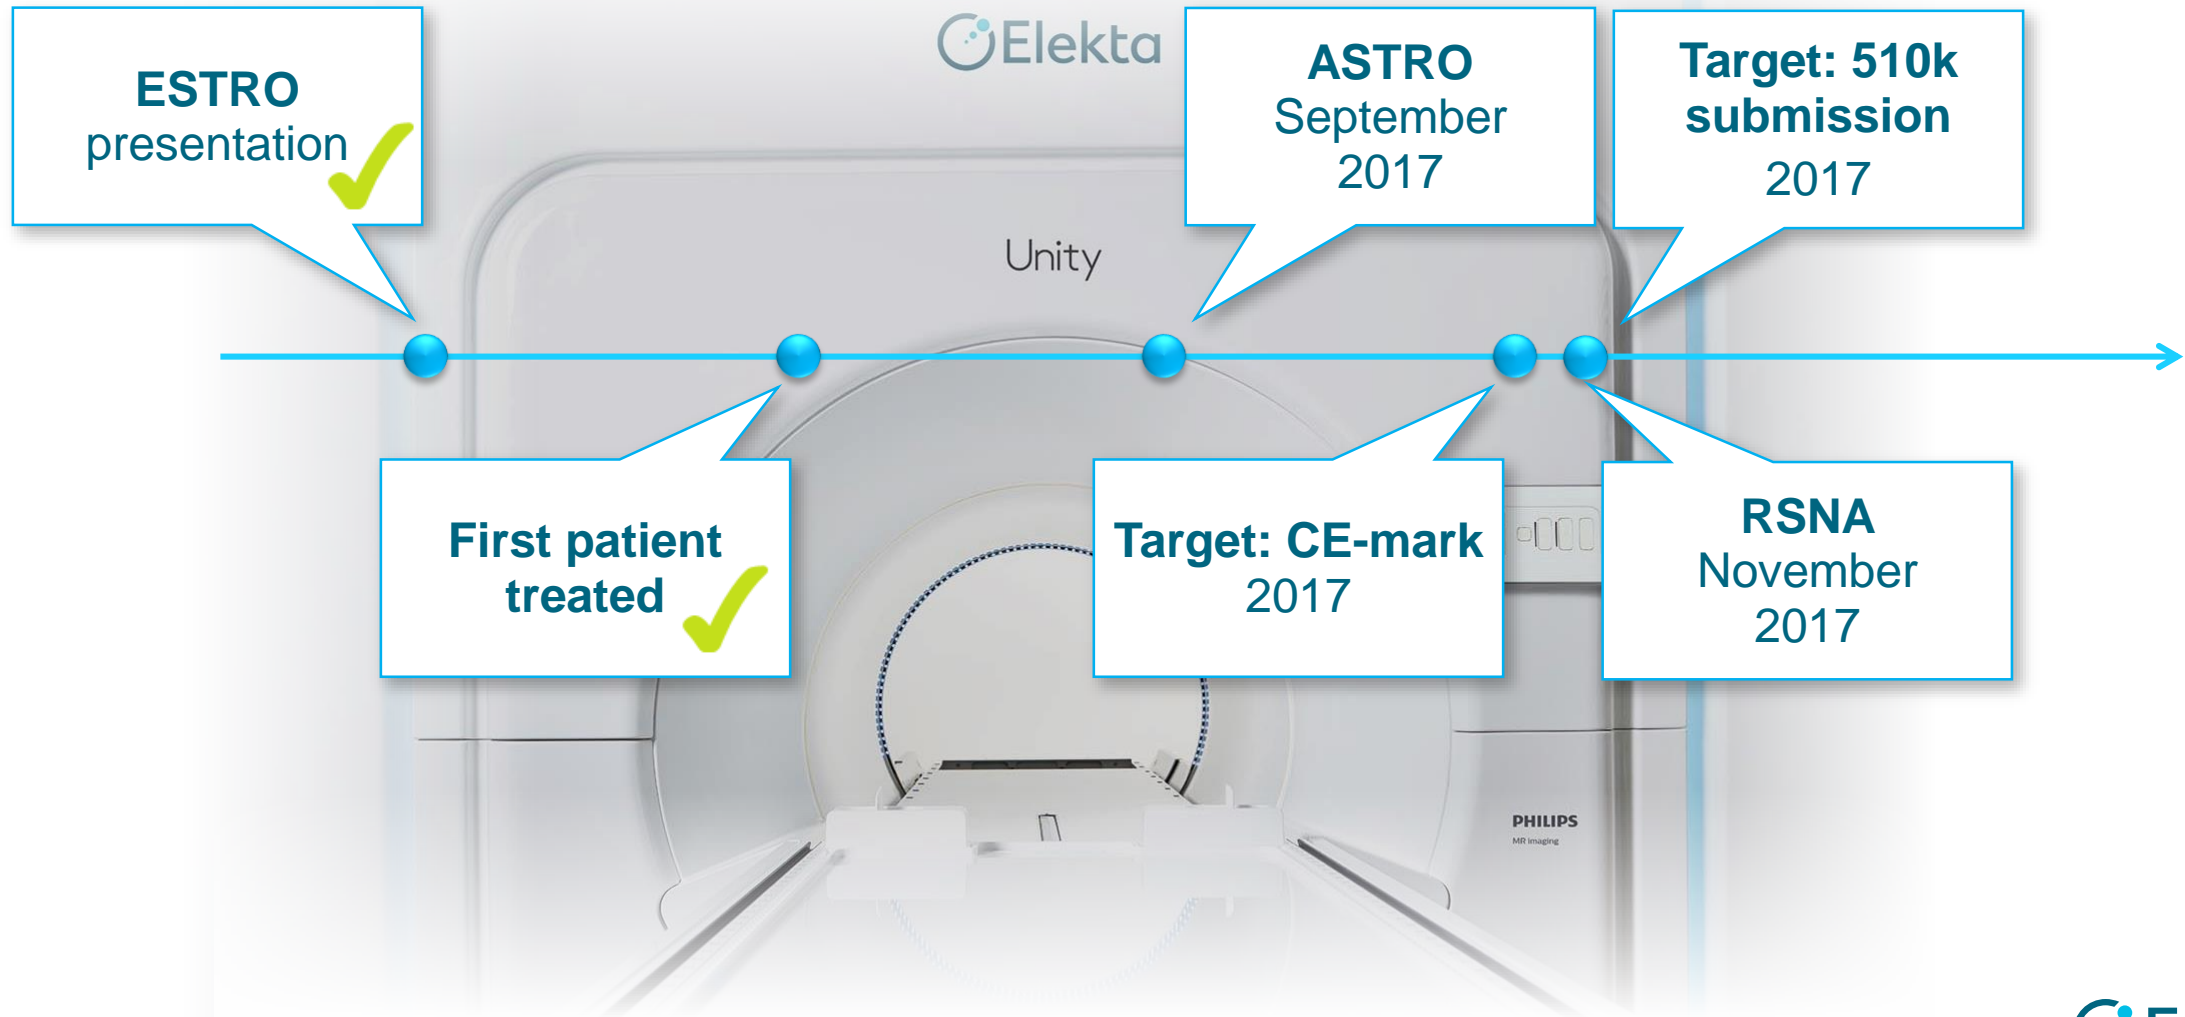 Elekta
ESTRO
presentation
ASTRO
September
2017
Target: 510k
submission
2017
Unity
First patient
treated
Target: CE-mark
2017
RSNA
November
2017
PHILIPS
MR imaging